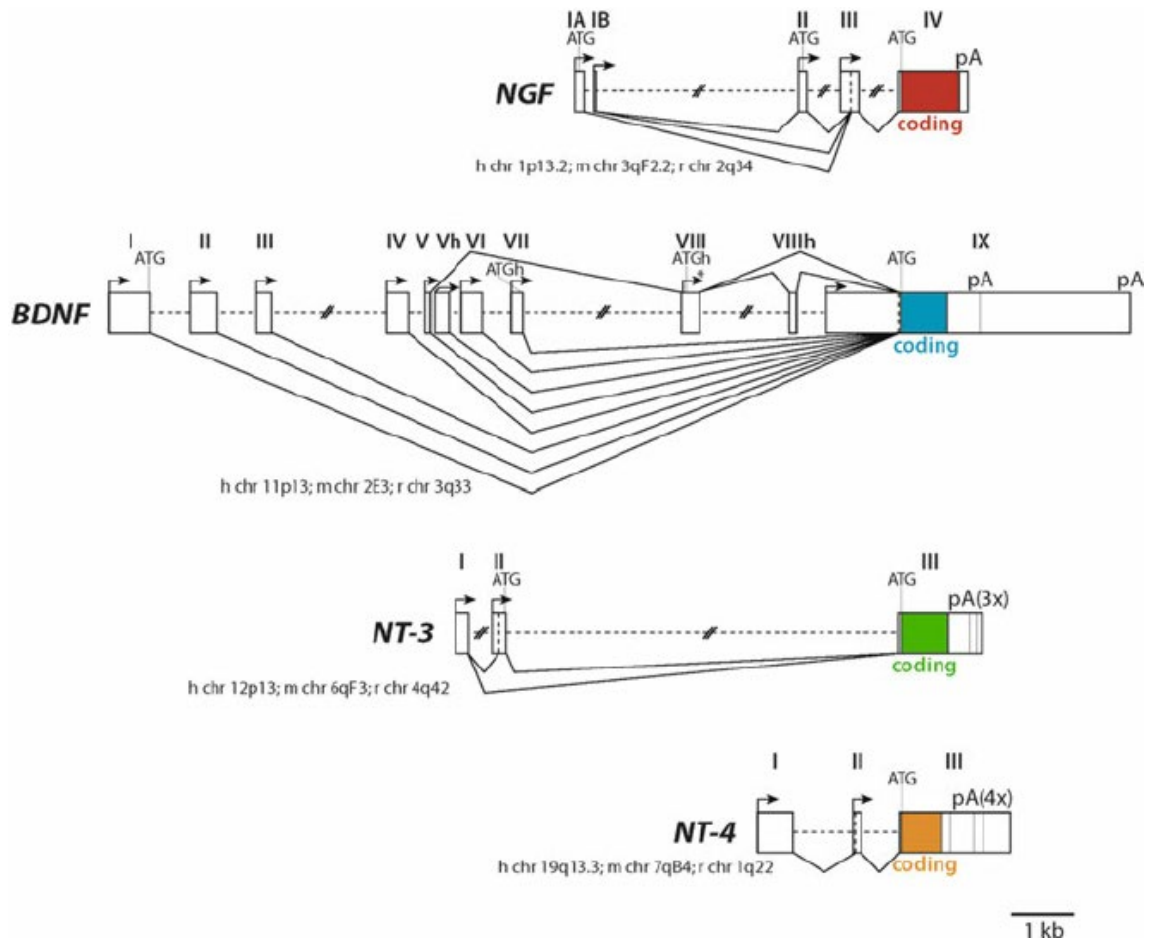 IA IB II III IV
ATG ATG ATG pA
NGF
coding
h chr 1p13.2; m chr 3qF2.2; r chr 2q34
I II III IV V Vh VI VII VIII VIIIh IX
ATG ATGh ATGh ATG pA pA
*
BDNF
coding
h chr 11p13; m chr 2E3; r chr 3q33
I II III
ATG ATG pA(3x)
NT-3
coding
h chr 12p13; m chr 6qF3; r chr 4q42
I II III
ATG pA(4x)
NT-4
coding
h chr 19q13.3; m chr 7qB4; r chr 1q22
1 kb